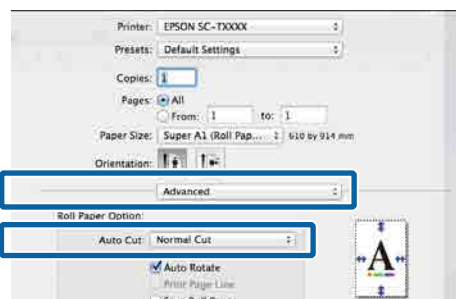 Printer: EPSON SC-TXXXX
Presets: Default Settings
Copies: 1
Pages: All
From: 1 to: 1
Paper Size: Super A1 (Roll Pap... 610 by 914 mm
Orientation:
Advanced
Roll Paper Option:
Auto Cut: Normal Cut
Auto Rotate
Print Page Line
A